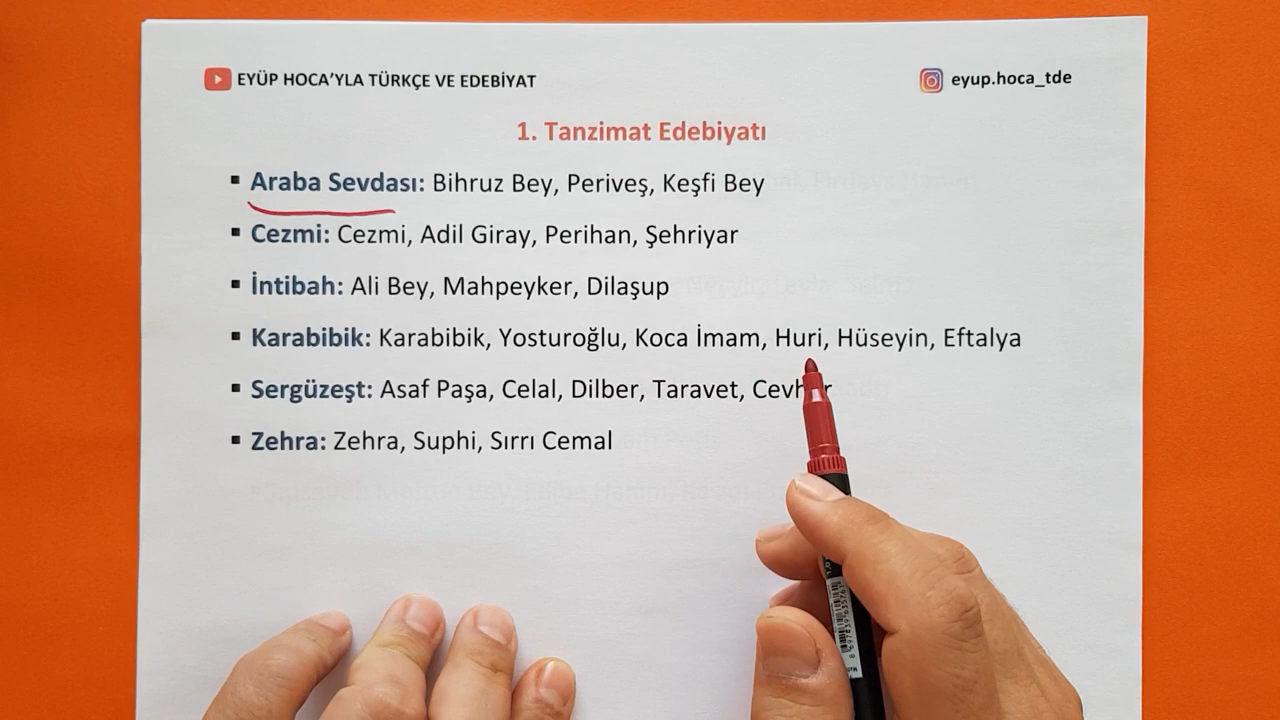 EYÜP HOCA'YLA TÜRKÇE VE EDEBİYAT
eyup.hoca_tde
1. Tanzimat Edebiyatı
▪ Araba Sevdası: Bihruz Bey, Periveş, Keşfi Bey
▪ Cezmi: Cezmi, Adil Giray, Perihan, Şehriyar
▪ İntibah: Ali Bey, Mahpeyker, Dilaşup
▪ Karabibik: Karabibik, Yosturoğlu, Koca İmam, Huri, Hüseyin, Eftalya
▪ Sergüzeşt: Asaf Paşa, Celal, Dilber, Taravet, Cevher
▪ Zehra: Zehra, Suphi, Sırrı Cemal